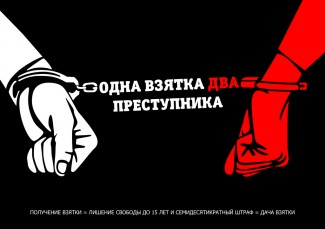 ОДНА ВЗЯТКА ДВА
ПРЕСТУПНИКА
ПОЛУЧЕНИЕ ВЗЯТКИ = ЛИШЕНИЕ СВОБОДЫ ДО 15 ЛЕТ И СЕМИДЕСЯТИКРАТНЫЙ ШТРАФ = ДАЧА ВЗЯТКИ